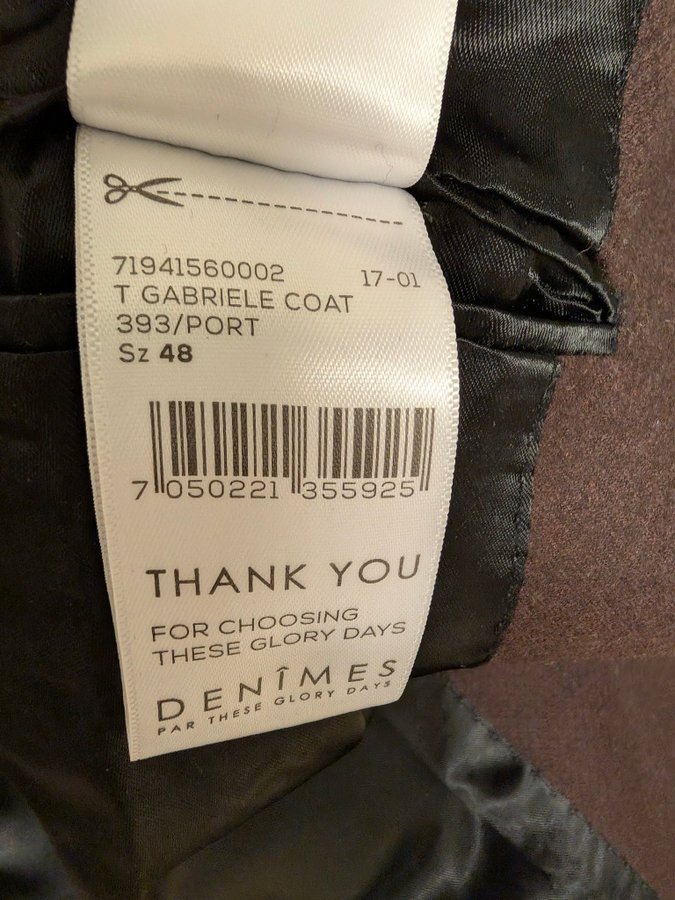 71941560002 17-01
T GABRIELE COAT
393/PORT
Sz 48
7 050221 355925
THANK YOU
FOR CHOOSING
THESE GLORY DAYS
DENÎMES
PAR THESE GLORY DAYS